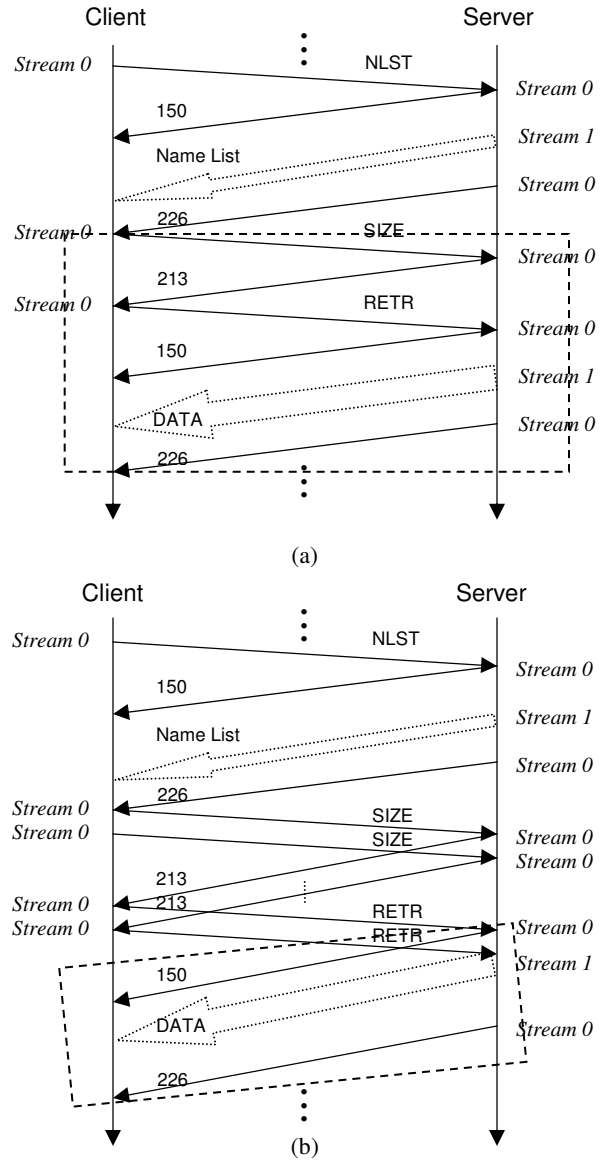 Client Server
Stream 0 NLST
Stream 0
150
Stream 1
Name List
Stream 0
226
Stream 0 SIZE
Stream 0
213
Stream 0 RETR
Stream 0
150
Stream 1
DATA
Stream 0
226
(a)
Client Server
Stream 0 NLST
Stream 0
150
Stream 1
Name List
Stream 0
226
Stream 0 SIZE
Stream 0 SIZE Stream 0
Stream 0
213
Stream 0 213 RETR
Stream 0 RETR Stream 0
Stream 1
150
DATA Stream 0
226
(b)